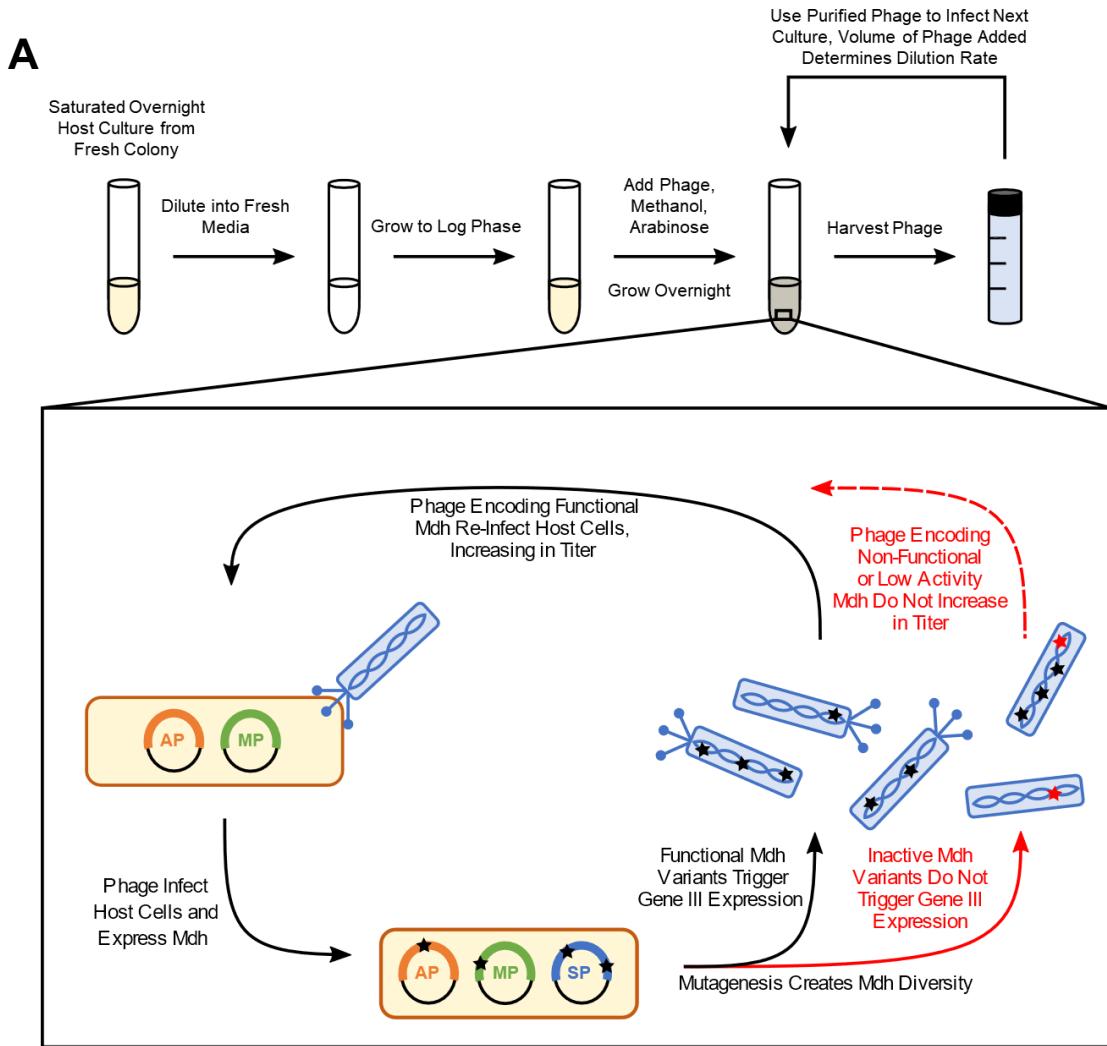 A
Use Purified Phage to Infect Next
Culture, Volume of Phage Added
Determines Dilution Rate
Saturated Overnight
Host Culture from
Fresh Colony
Dilute into Fresh
Media
Grow to Log Phase
Add Phage,
Methanol,
Arabinose
Grow Overnight
Harvest Phage
Phage Encoding Functional
Mdh Re-Infect Host Cells,
Increasing in Titer
Phage Encoding
Non-Functional
or Low Activity
Mdh Do Not Increase
in Titer
AP
MP
Phage Infect
Host Cells and
Express Mdh
AP
MP
SP
Functional Mdh
Variants Trigger
Gene III Expression
Inactive Mdh
Variants Do Not
Trigger Gene III
Expression
Mutagenesis Creates Mdh Diversity